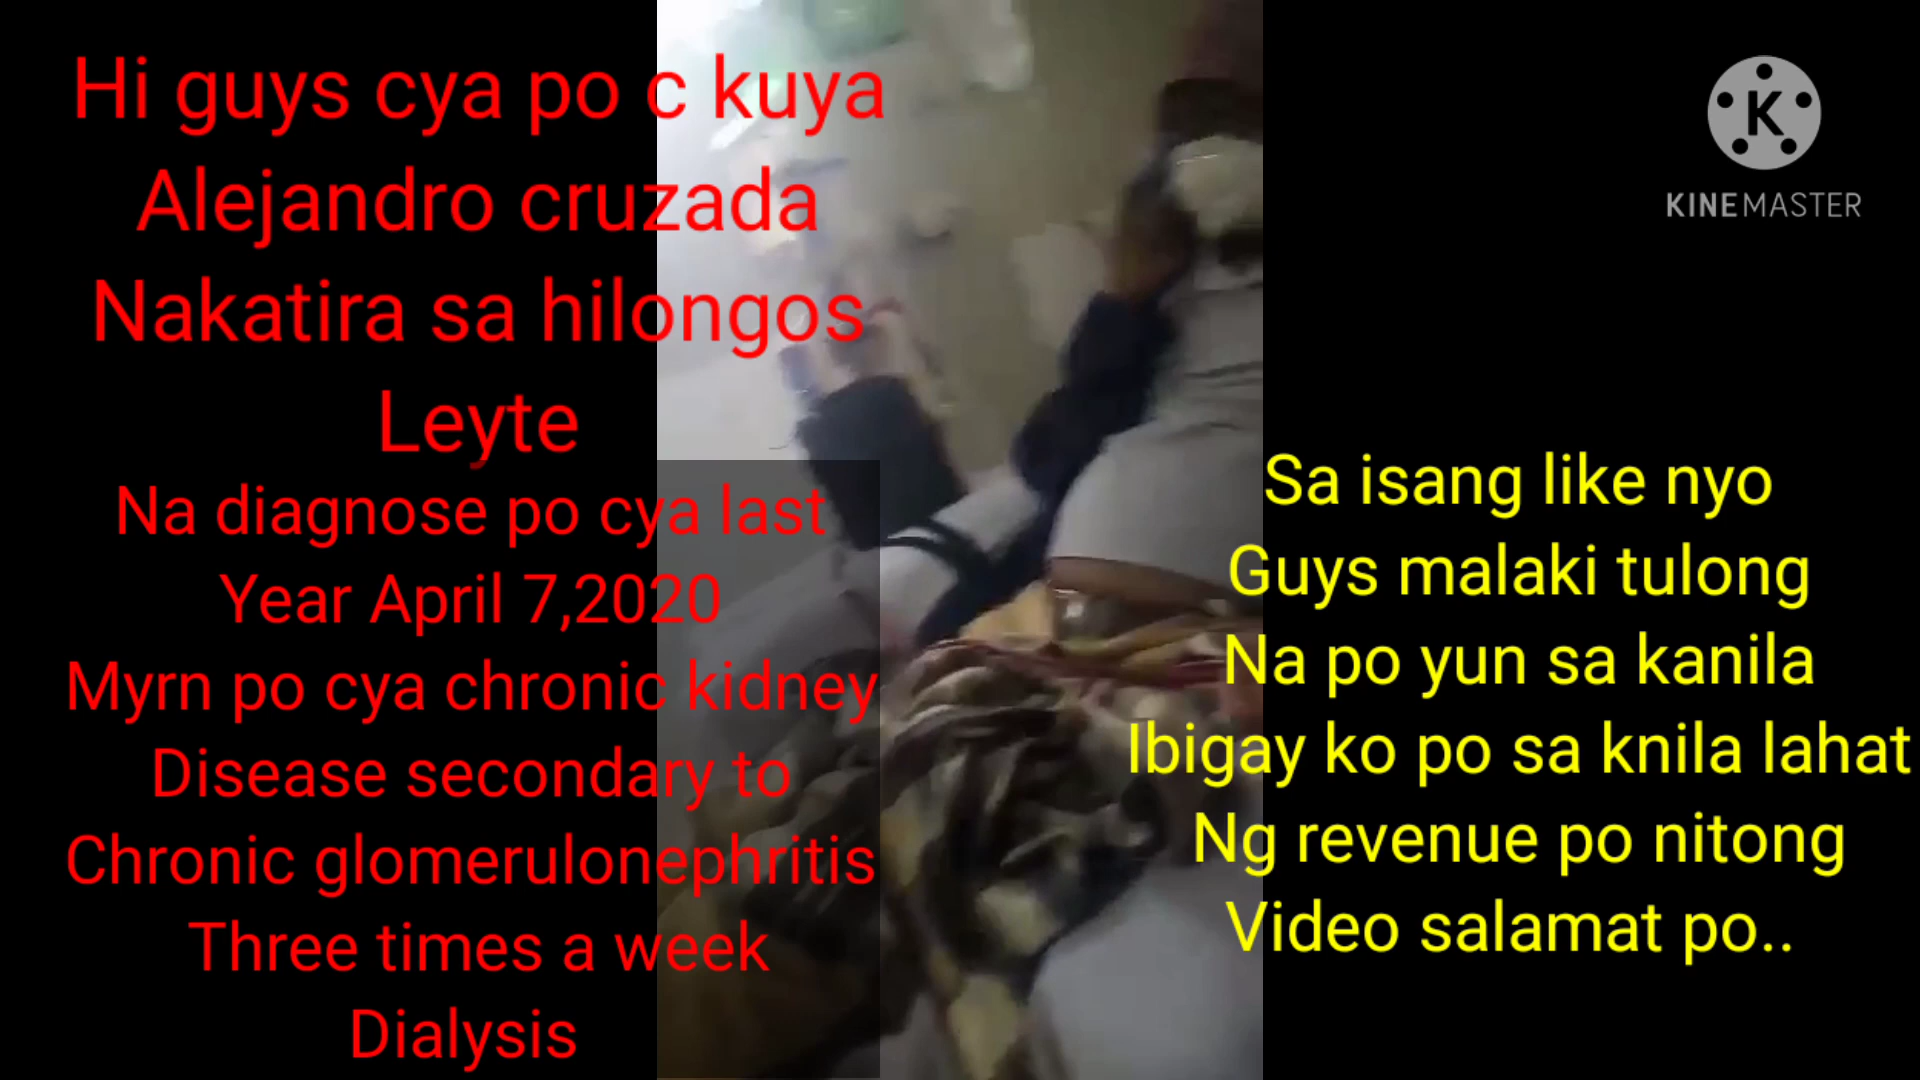 Hi guys cya po c kuya
Alejandro cruzada
Nakatira sa hilongos
Leyte
Na diagnose po cya last
Year April 7,2020
Myrn po cya chronic kidney
Disease secondary to
Chronic glomerulonephritis
Three times a week
Dialysis
K
KINEMASTER
Sa isang like nyo
Guys malaki tulong
Na po yun sa kanila
Ibigay ko po sa knila lahat
Ng revenue po nitong
Video salamat po..